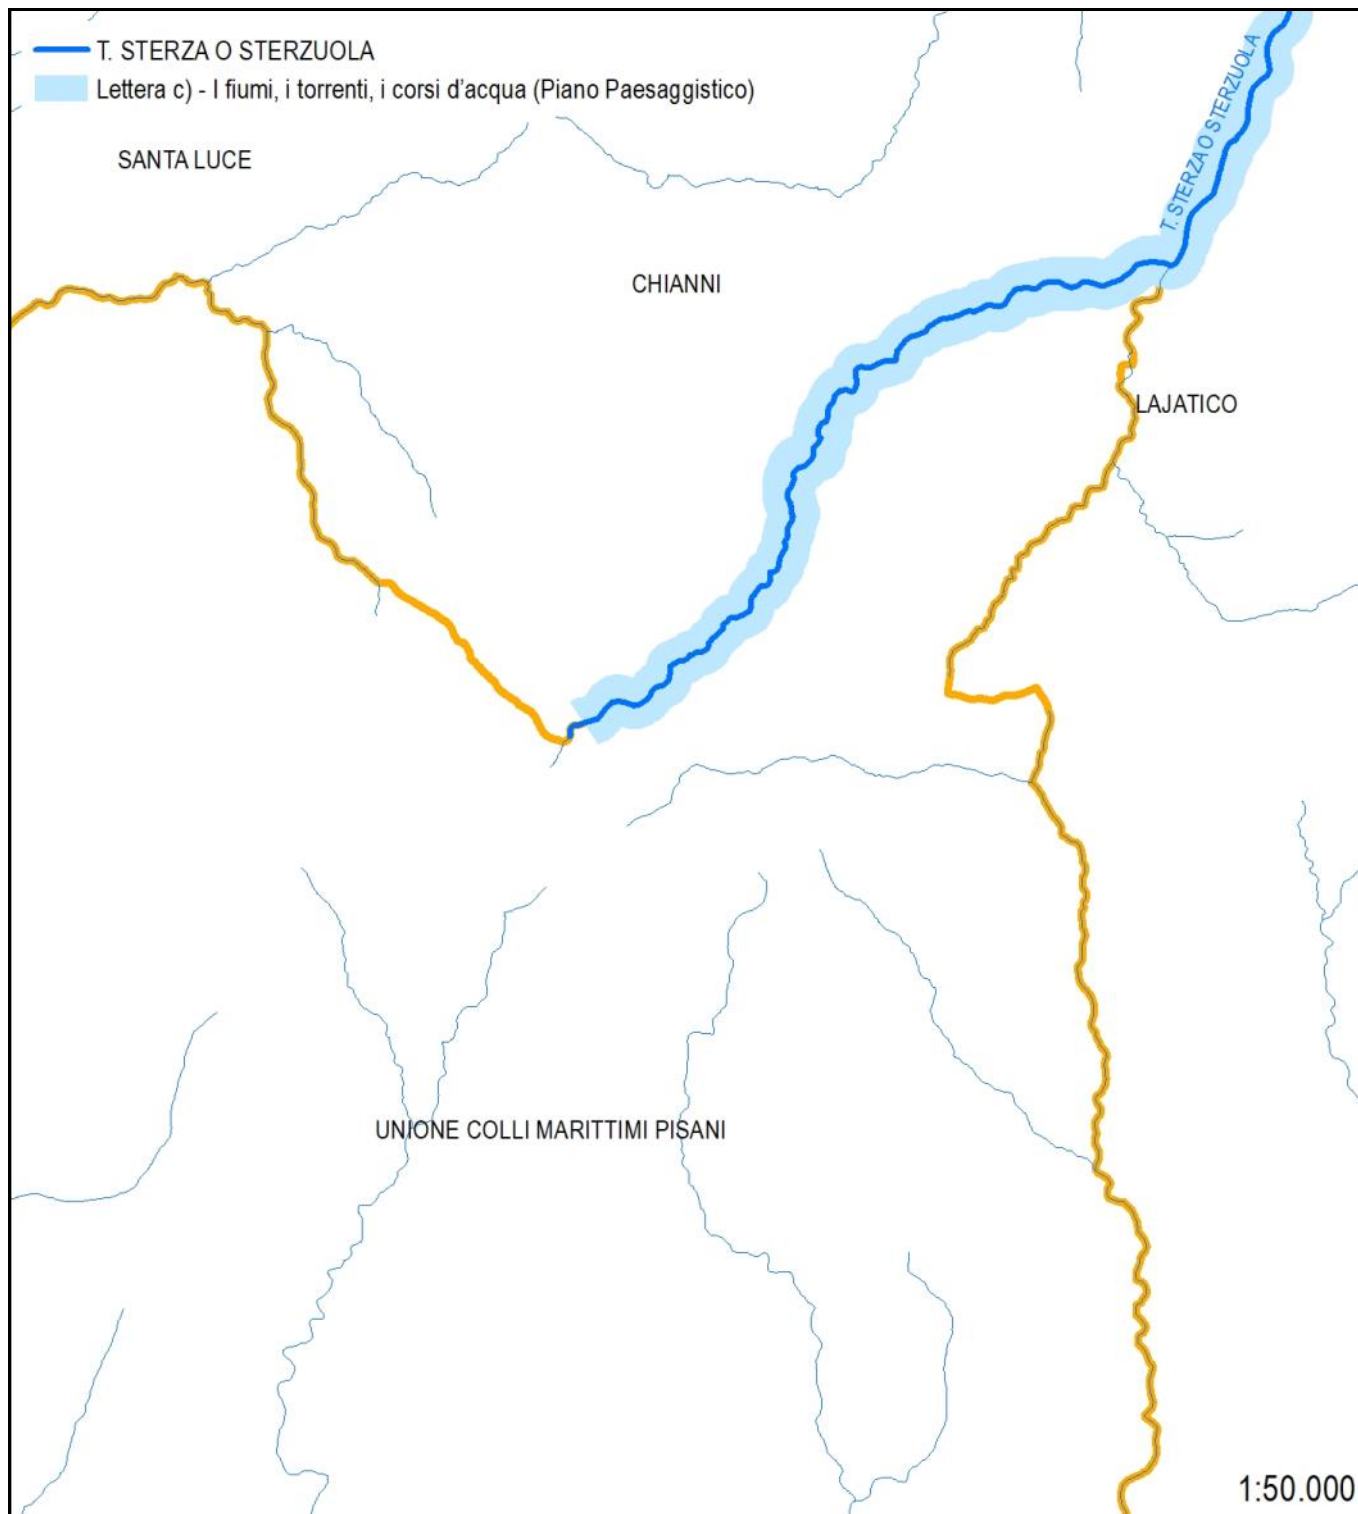 T. STERZA O STERZUOLA
Lettera c) - I fiumi, i torrenti, i corsi d'acqua (Piano Paesaggistico)
T. STERZA O STERZUOLA
SANTA LUCE
CHIANNI
LAJATICO
UNIONE COLLI MARITTIMI PISANI
1:50.000